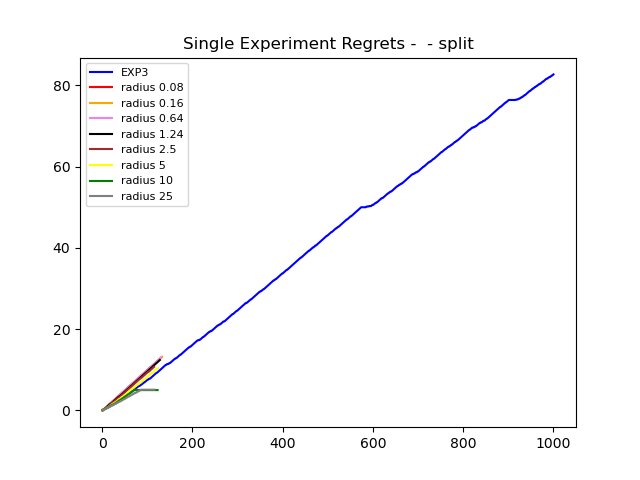 Single Experiment Regrets -  - split
EXP3
radius 0.08
radius 0.16
radius 0.64
radius 1.24
radius 2.5
radius 5
radius 10
radius 25
80
60
40
20
0
0 200 400 600 800 1000